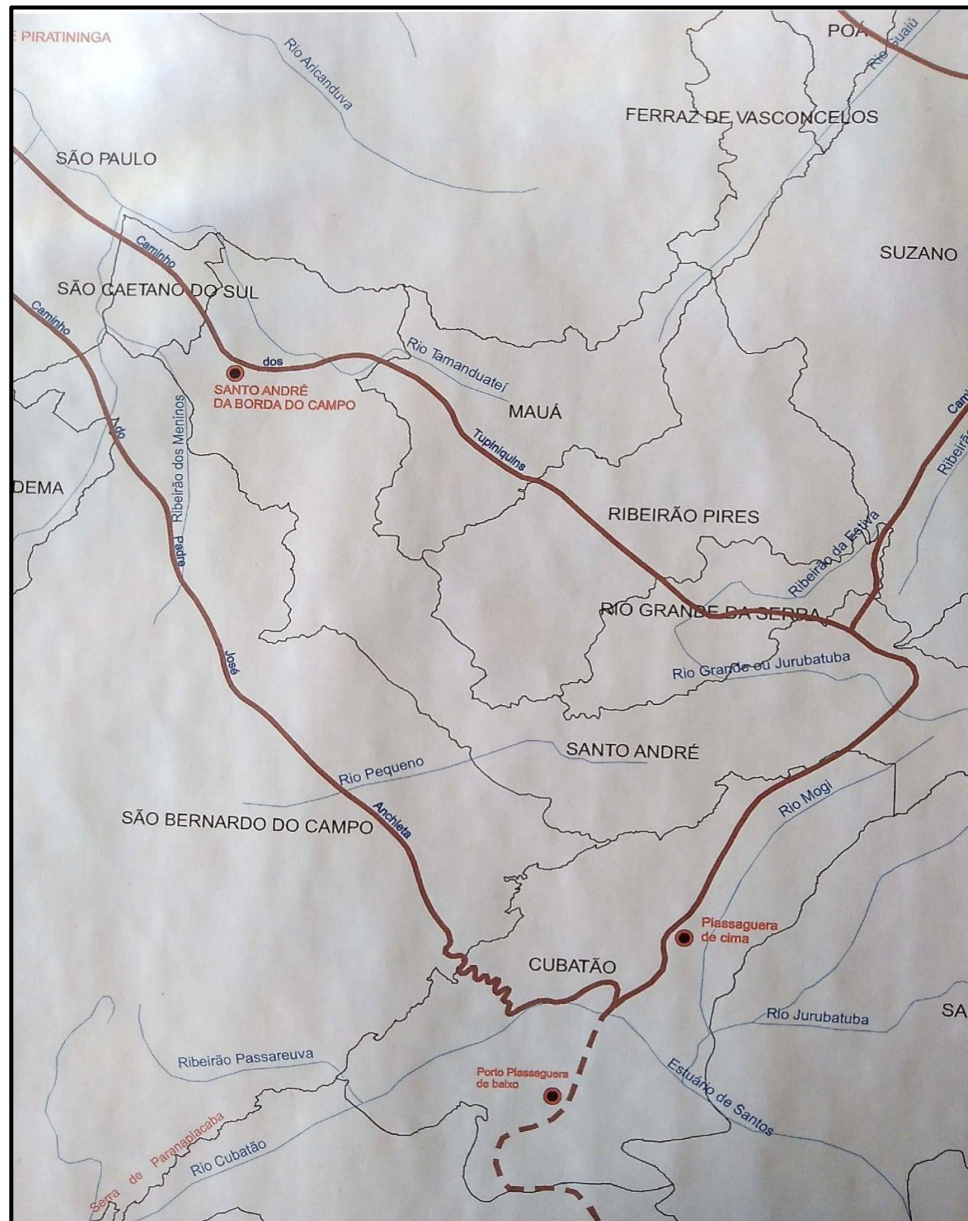 E PIRATININGA
Rio Aricanduva
POÁ
Rio Guaiú
FERRAZ DE VASCONCELOS
SÃO PAULO
SUZANO
Caminho
SÃO CAETANO DO SUL
Caminho
dos
Rio Tamanduateí
SANTO ANDRÉ
DA BORDA DO CAMPO
MAUÁ
do
Ribeirão dos Meninos
Tupiniquins
Cam
Ribeirão
DEMA
RIBEIRÃO PIRES
Padre
Ribeirão da Estiva
RIO GRANDE DA SERRA
José
Rio Grande ou Jurubatuba
SANTO ANDRÉ
Rio Pequeno
Rio Mogi
SÃO BERNARDO DO CAMPO
Anchieta
Piassaguera
de cima
CUBATÃO
Rio Jurubatuba
SA
Ribeirão Passareuva
Porto Piassaguera
de baixo
Estuário de Santos
Rio Cubatão
Serra de Paranapiacaba